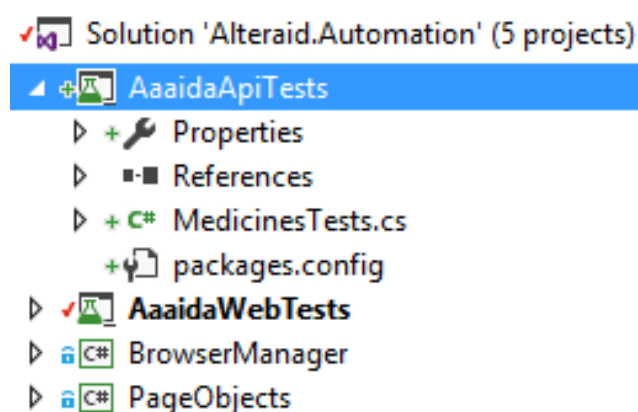 Solution 'Alteraid.Automation' (5 projects)
AaaidaApiTests
Properties
References
C# MedicinesTests.cs
packages.config
AaaidaWebTests
C# BrowserManager
C# PageObjects